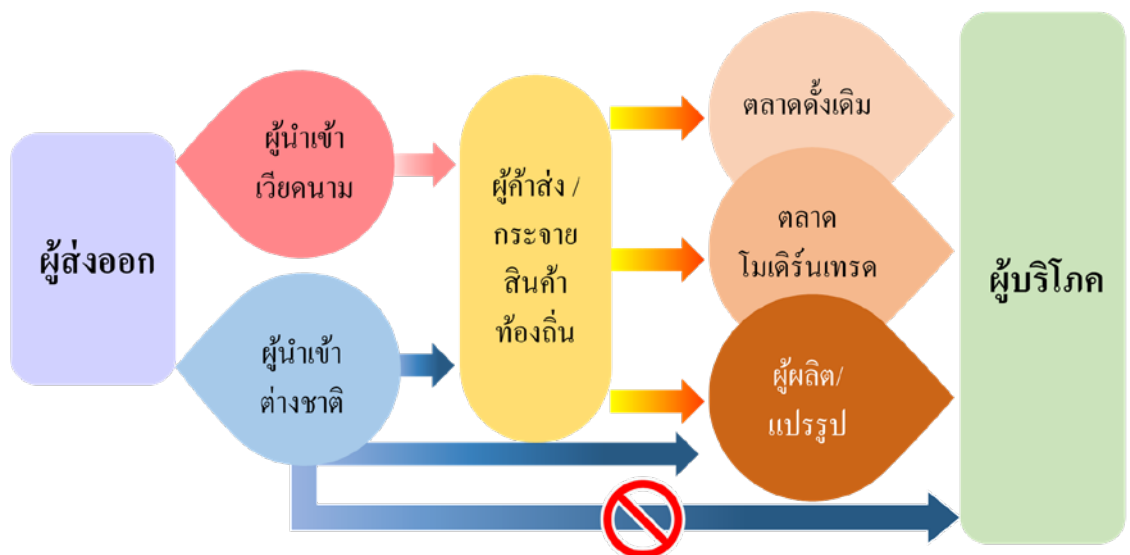 ผู้ส่งออก
ผู้นำเข้า
เวียดนาม
ผู้นำเข้า
ต่างชาติ
ผู้ค้าส่ง /
กระจาย
สินค้า
ท้องถิ่น
ตลาดดั้งเดิม
ตลาด
โมเดิร์นเทรด
ผู้ผลิต/
แปรรูป
ผู้บริโภค